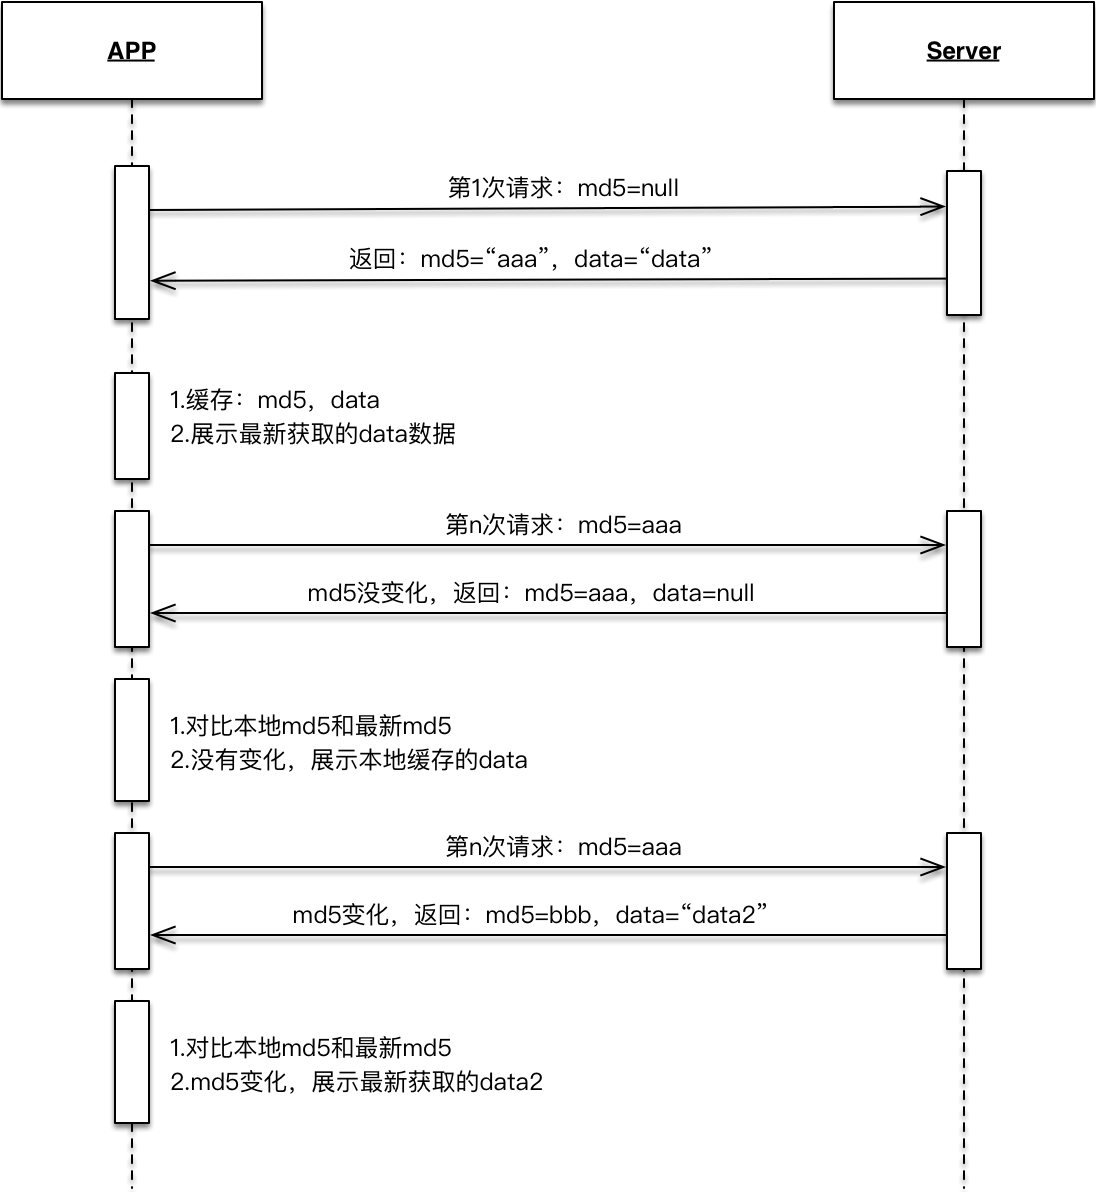 APP
Server
第1次请求：md5=null
返回：md5=“aaa”，data=“data”
1.缓存：md5，data
2.展示最新获取的data数据
第n次请求：md5=aaa
md5没变化，返回：md5=aaa，data=null
1.对比本地md5和最新md5
2.没有变化，展示本地缓存的data
第n次请求：md5=aaa
md5变化，返回：md5=bbb，data=“data2”
1.对比本地md5和最新md5
2.md5变化，展示最新获取的data2